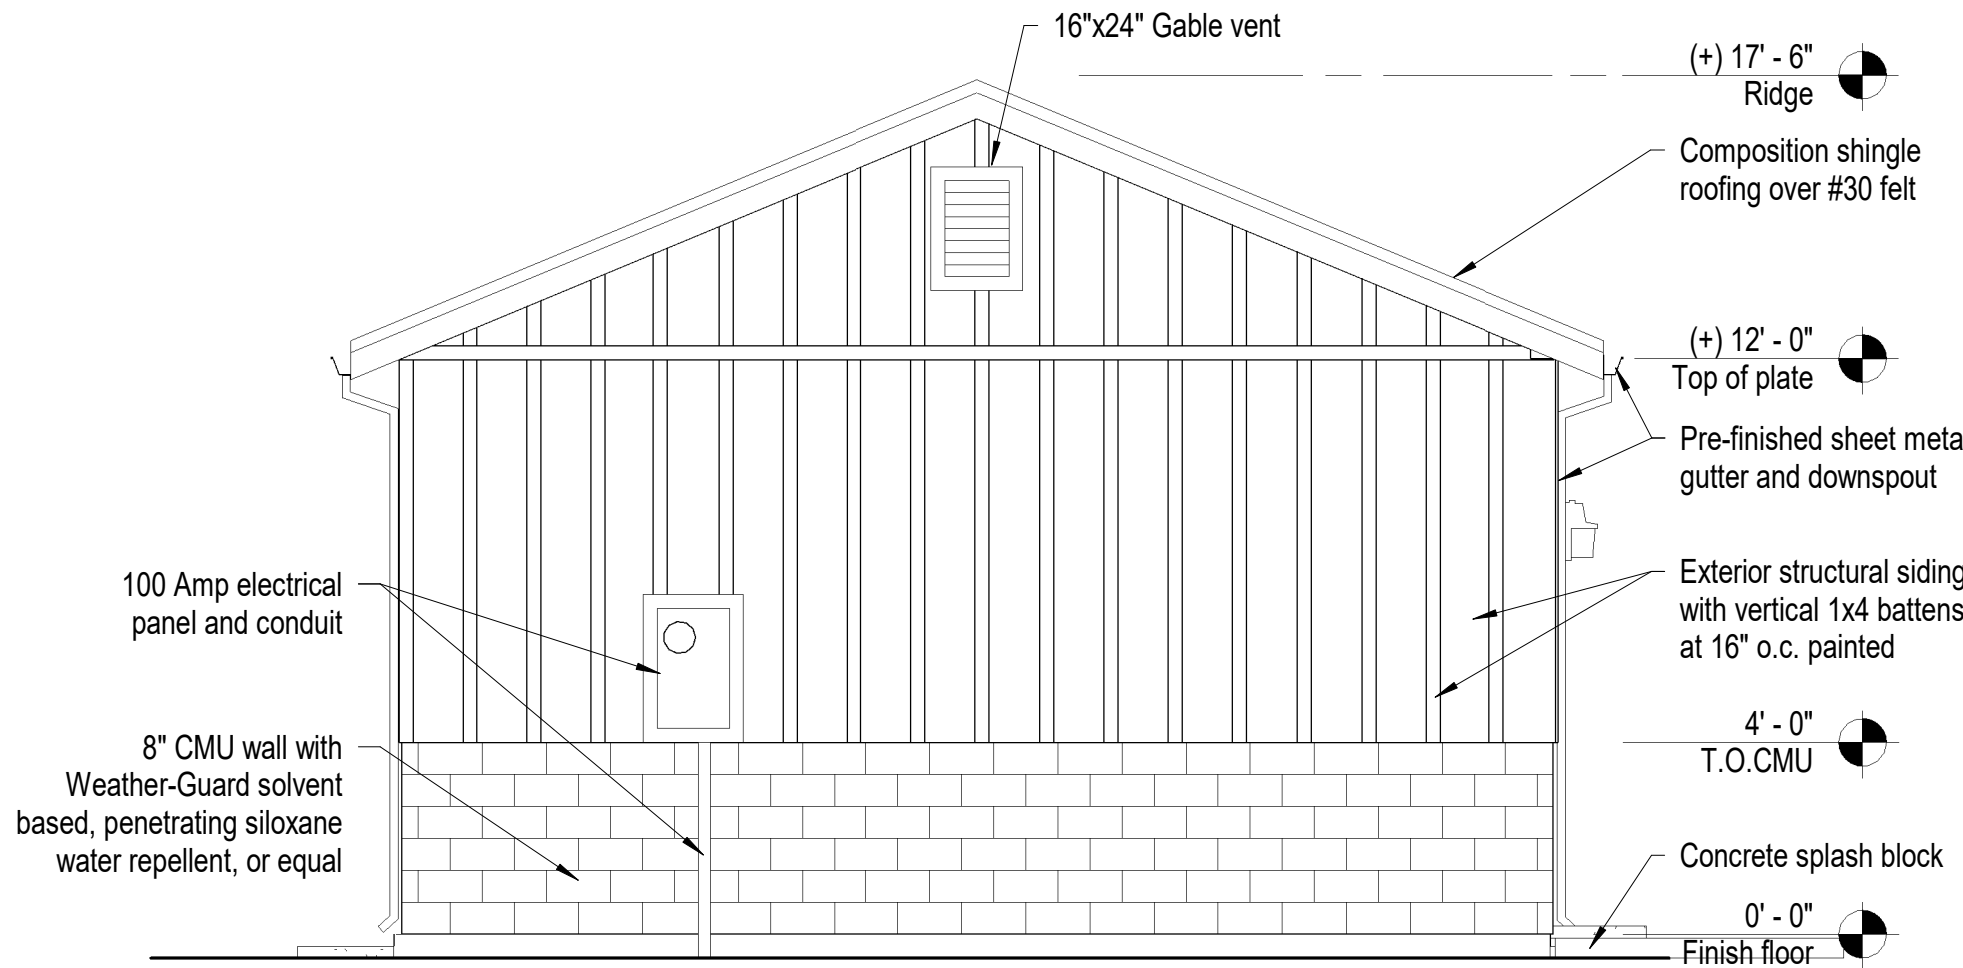 16"x24" Gable vent
(+) 17' - 6"
Ridge
Composition shingle
roofing over #30 felt
(+) 12' - 0"
Top of plate
Pre-finished sheet meta
gutter and downspout
100 Amp electrical
panel and conduit
Exterior structural siding
with vertical 1x4 battens
at 16" o.c. painted
8" CMU wall with
Weather-Guard solvent
based, penetrating siloxane
water repellent, or equal
4' - 0"
T.O.CMU
Concrete splash block
0' - 0"
Finish floor